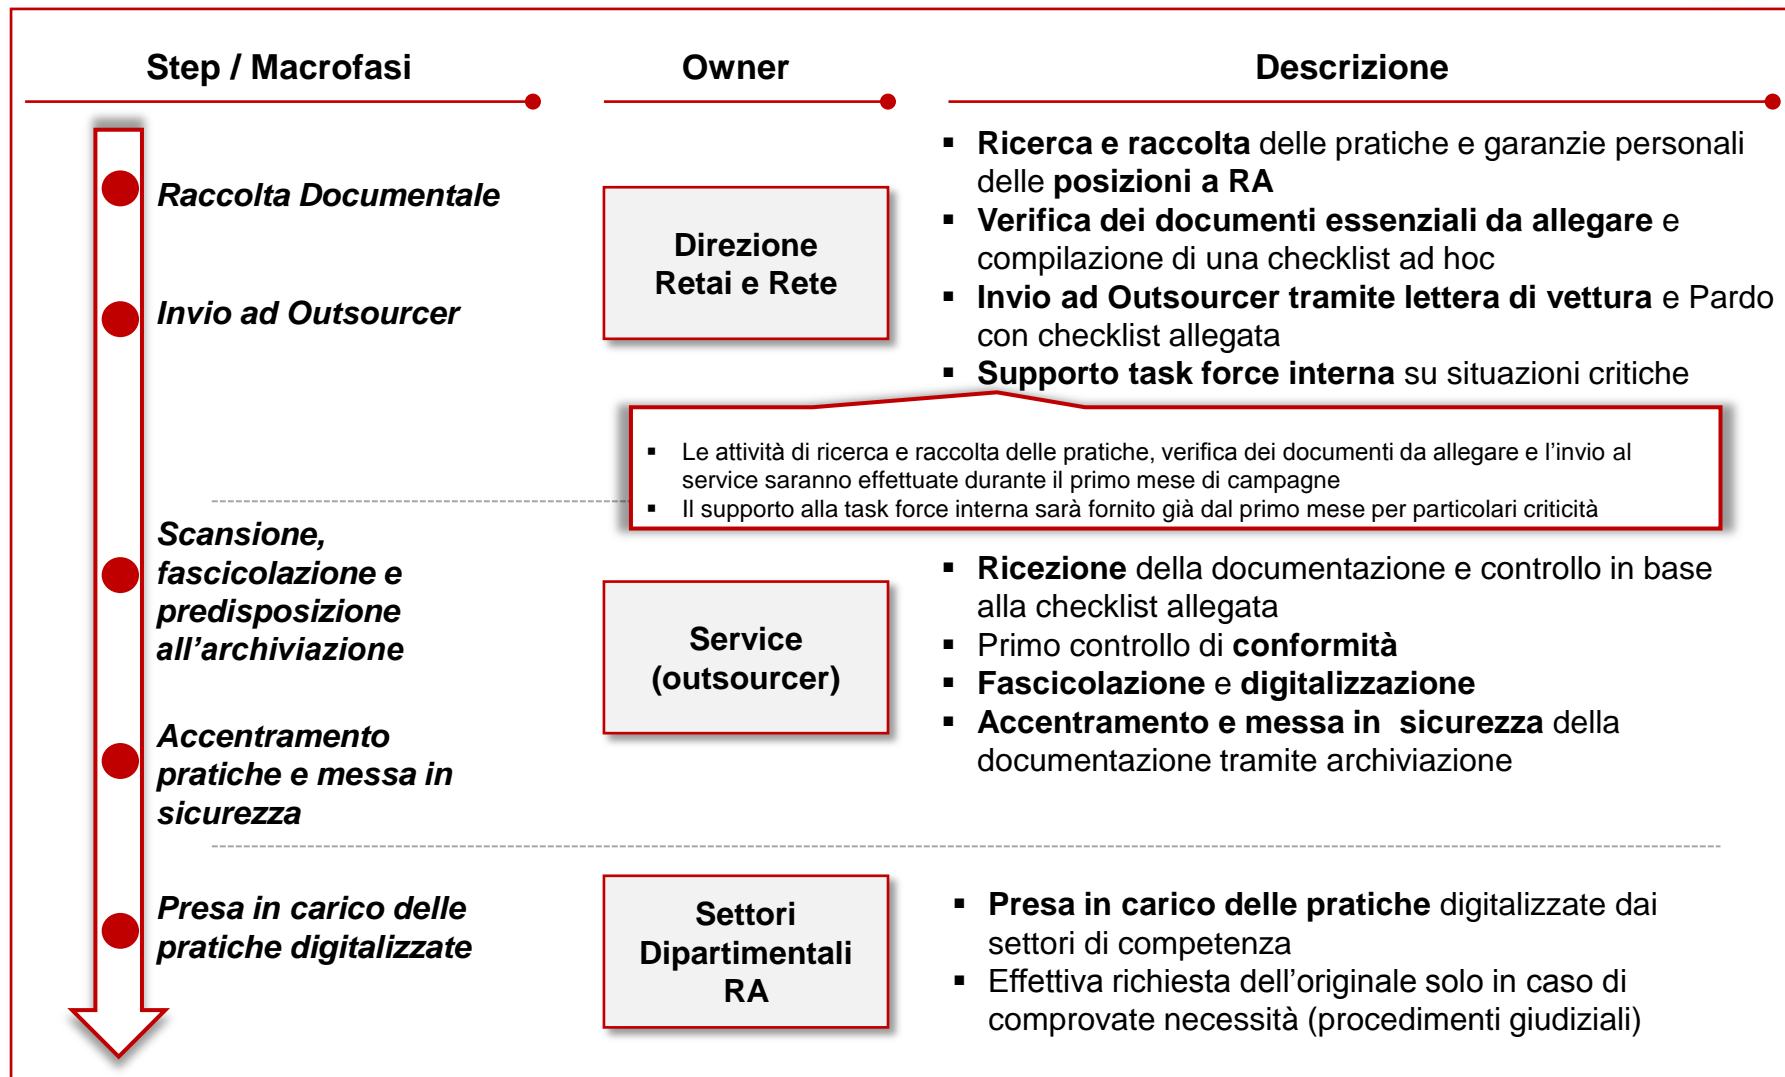 Step / Macrofasi
Owner
Descrizione
Raccolta Documentale
Invio ad Outsourcer
Direzione
Retai e Rete
▪ Ricerca e raccolta delle pratiche e garanzie personali
delle posizioni a RA
▪ Verifica dei documenti essenziali da allegare e
compilazione di una checklist ad hoc
▪ Invio ad Outsourcer tramite lettera di vettura e Pardo
con checklist allegata
▪ Supporto task force interna su situazioni critiche
▪ Le attività di ricerca e raccolta delle pratiche, verifica dei documenti da allegare e l’invio al
service saranno effettuate durante il primo mese di campagne
▪ Il supporto alla task force interna sarà fornito già dal primo mese per particolari criticità
Scansione,
fascicolazione e
predisposizione
all’archiviazione
Accentramento
pratiche e messa in
sicurezza
Service
(outsourcer)
▪ Ricezione della documentazione e controllo in base
alla checklist allegata
▪ Primo controllo di conformità
▪ Fascicolazione e digitalizzazione
▪ Accentramento e messa in  sicurezza della
documentazione tramite archiviazione
Presa in carico delle
pratiche digitalizzate
Settori
Dipartimentali
RA
▪ Presa in carico delle pratiche digitalizzate dai
settori di competenza
▪ Effettiva richiesta dell’originale solo in caso di
comprovate necessità (procedimenti giudiziali)